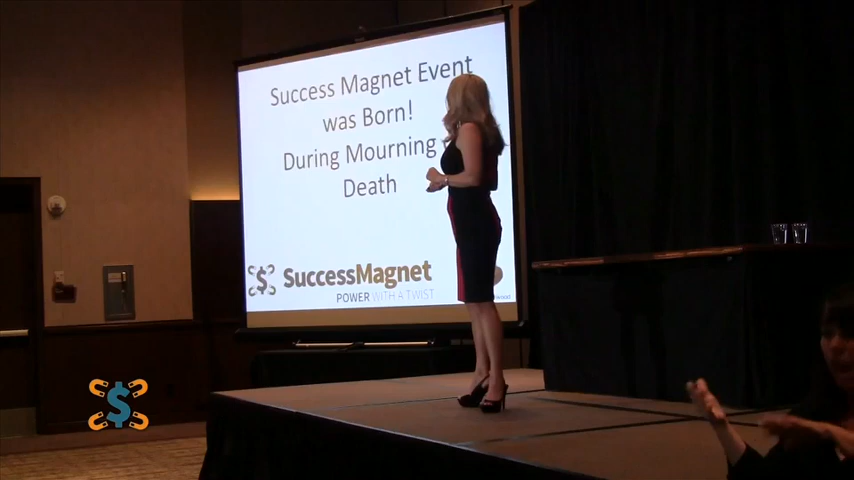 Success Magnet Event
was Born!
During Mourning
Death
SuccessMagnet
POWER WITH A TWIST